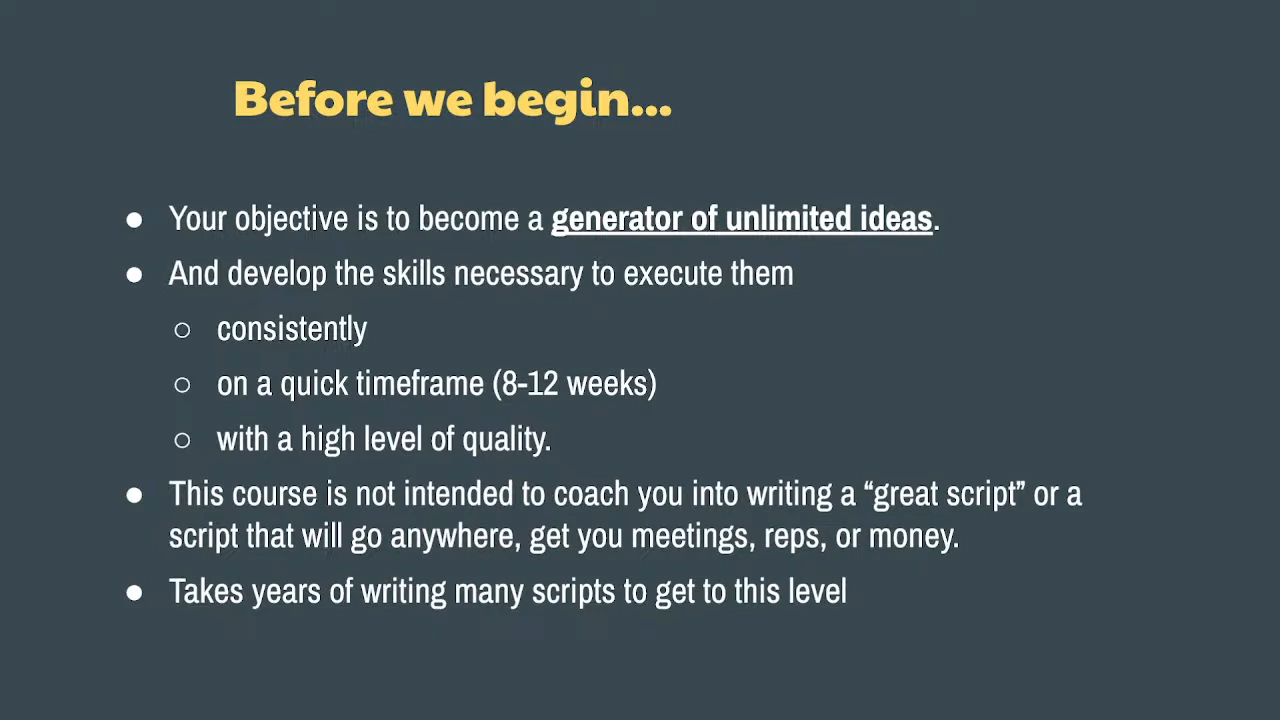 Before we begin...
● Your objective is to become a generator of unlimited ideas.
● And develop the skills necessary to execute them
○ consistently
○ on a quick timeframe (8-12 weeks)
○ with a high level of quality.
● This course is not intended to coach you into writing a “great script” or a
script that will go anywhere, get you meetings, reps, or money.
● Takes years of writing many scripts to get to this level